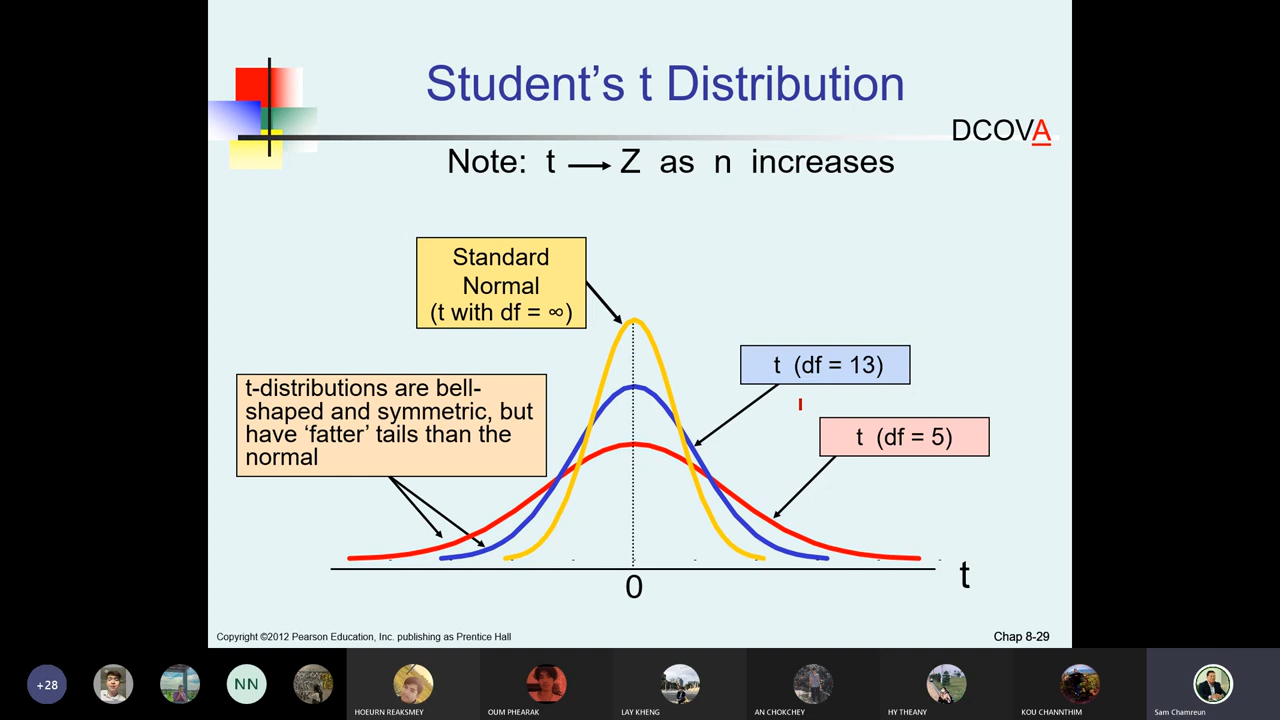 Student’s t Distribution
DCOVA
Note: t → Z as n increases
Standard
Normal
(t with df = ∞)
t (df = 13)
t-distributions are bell-
shaped and symmetric, but
have ‘fatter’ tails than the
normal
t (df = 5)
0
t
Copyright ©2012 Pearson Education, Inc. publishing as Prentice Hall
Chap 8-29
+28
NN
HOEURN REAKSMEY
OUM PHEARAK
LAY KHENG
AN CHOKCHEY
HY THEANY
KOU CHANNTHIM
Sam Chamreun